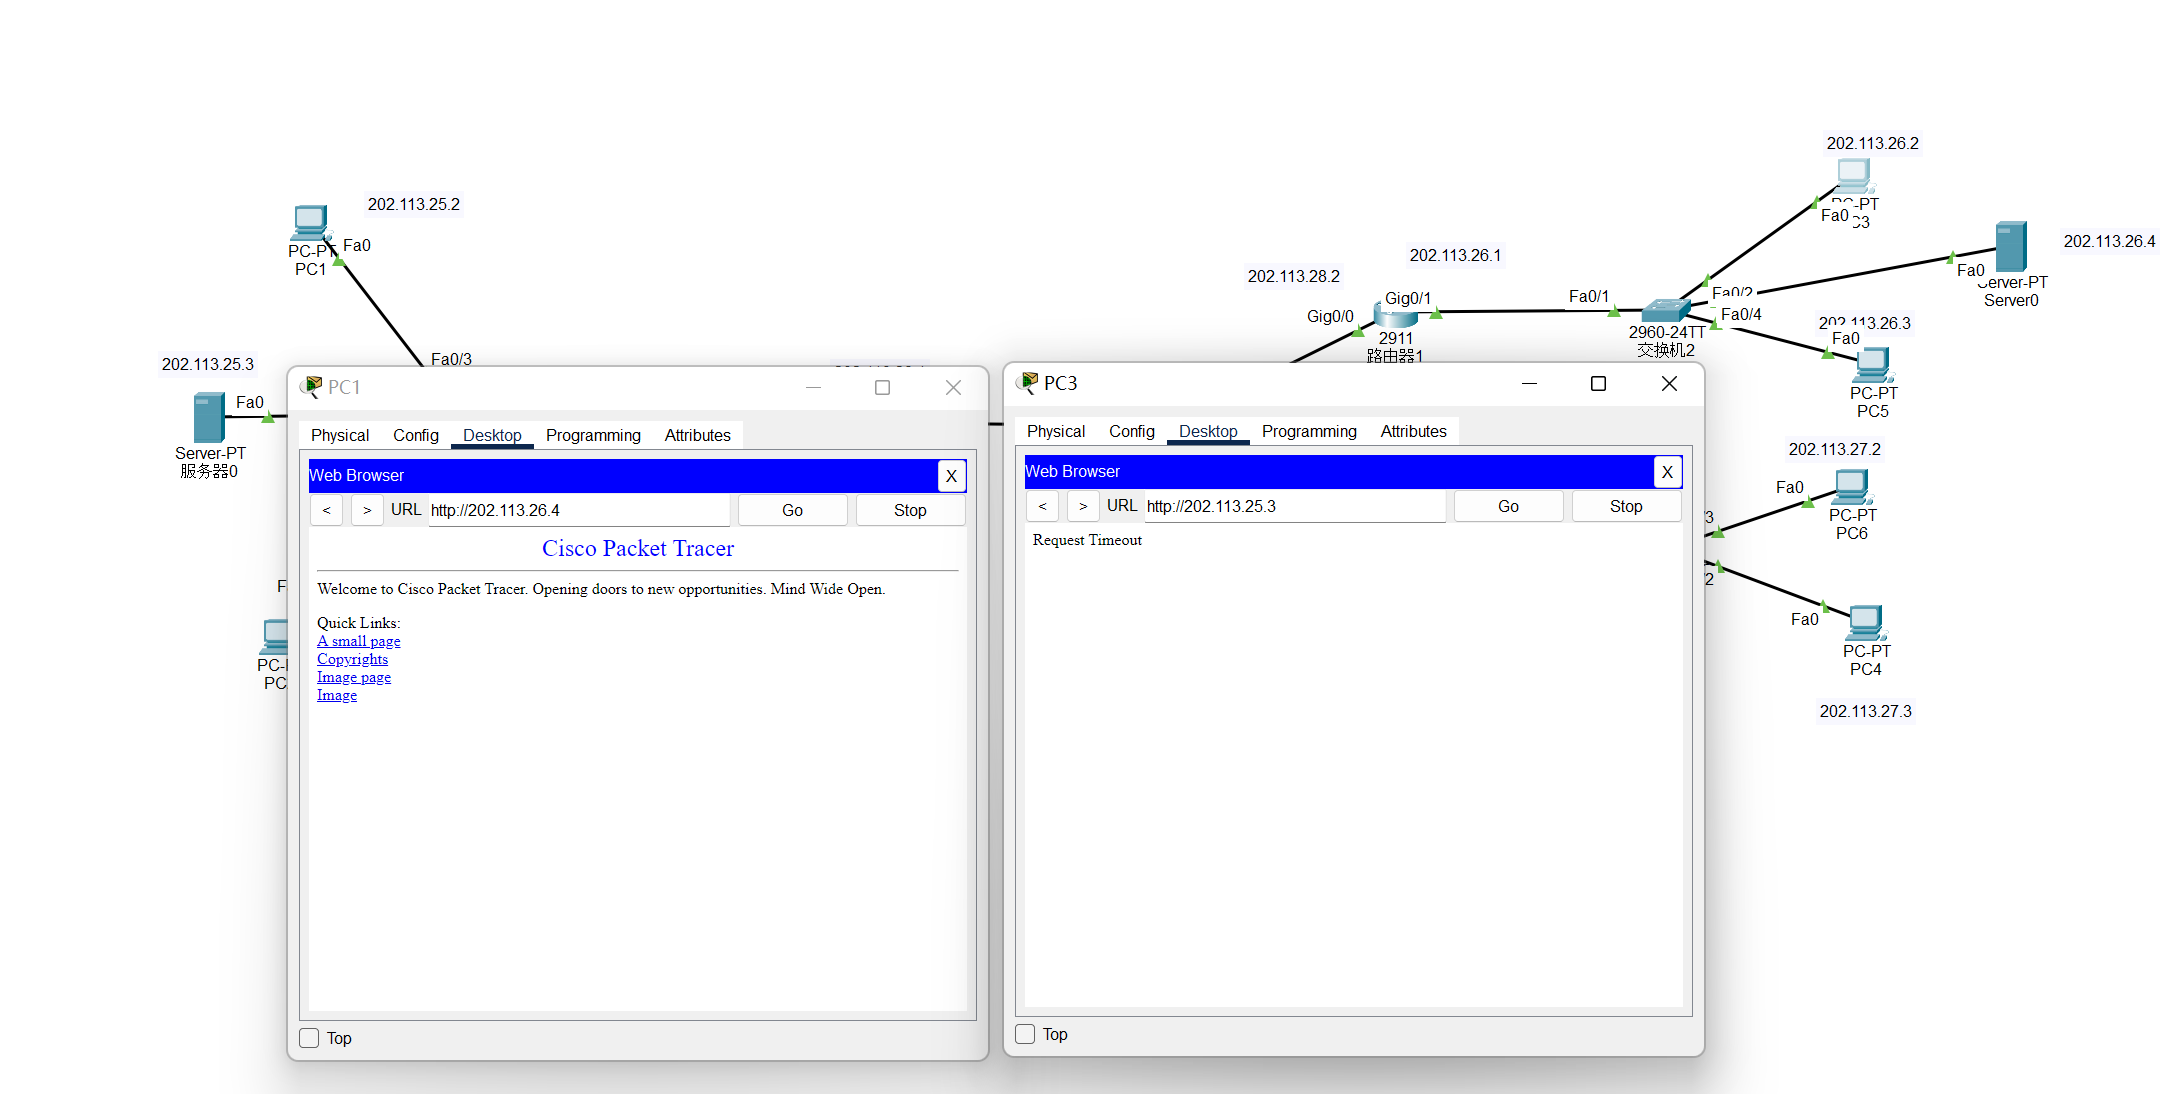 202.113.26.2
PC-PT
Fa0
202.113.25.2
Fa0
PC-PT
PC1
202.113.26.4
Fa0
Server-PT
Server0
202.113.26.1
202.113.28.2
Gig0/1
Gig0/0
2911
路由器1
Fa0/1
Fa0/2
Fa0/4
2960-24TT
交换机2
202.113.26.3
Fa0
PC-PT
PC5
202.113.25.3
Fa0/3
Fa0
Server-PT
服务器0
202.113.27.2
Fa0
PC-PT
PC6
Fa0
PC-PT
PC4
202.113.27.3
PC1
Physical Config Desktop Programming Attributes
Web Browser X
< > URL http://202.113.26.4 Go Stop
Cisco Packet Tracer
Welcome to Cisco Packet Tracer. Opening doors to new opportunities. Mind Wide Open.
Quick Links:
A small page
Copyrights
Image page
Image
Top
PC3
Physical Config Desktop Programming Attributes
Web Browser X
< > URL http://202.113.25.3 Go Stop
Request Timeout
Top